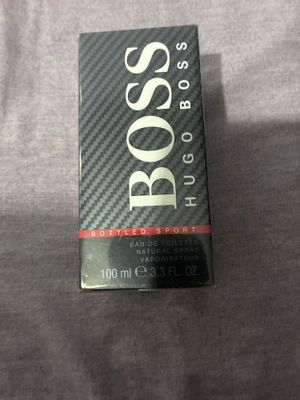 BOSS
HUGO BOSS
BOTTLED. SPORT.
EAU DE TOILETTE
NATURAL SPRAY
VAPORISATEUR
100 ml ℮ 3.3 FL. OZ.